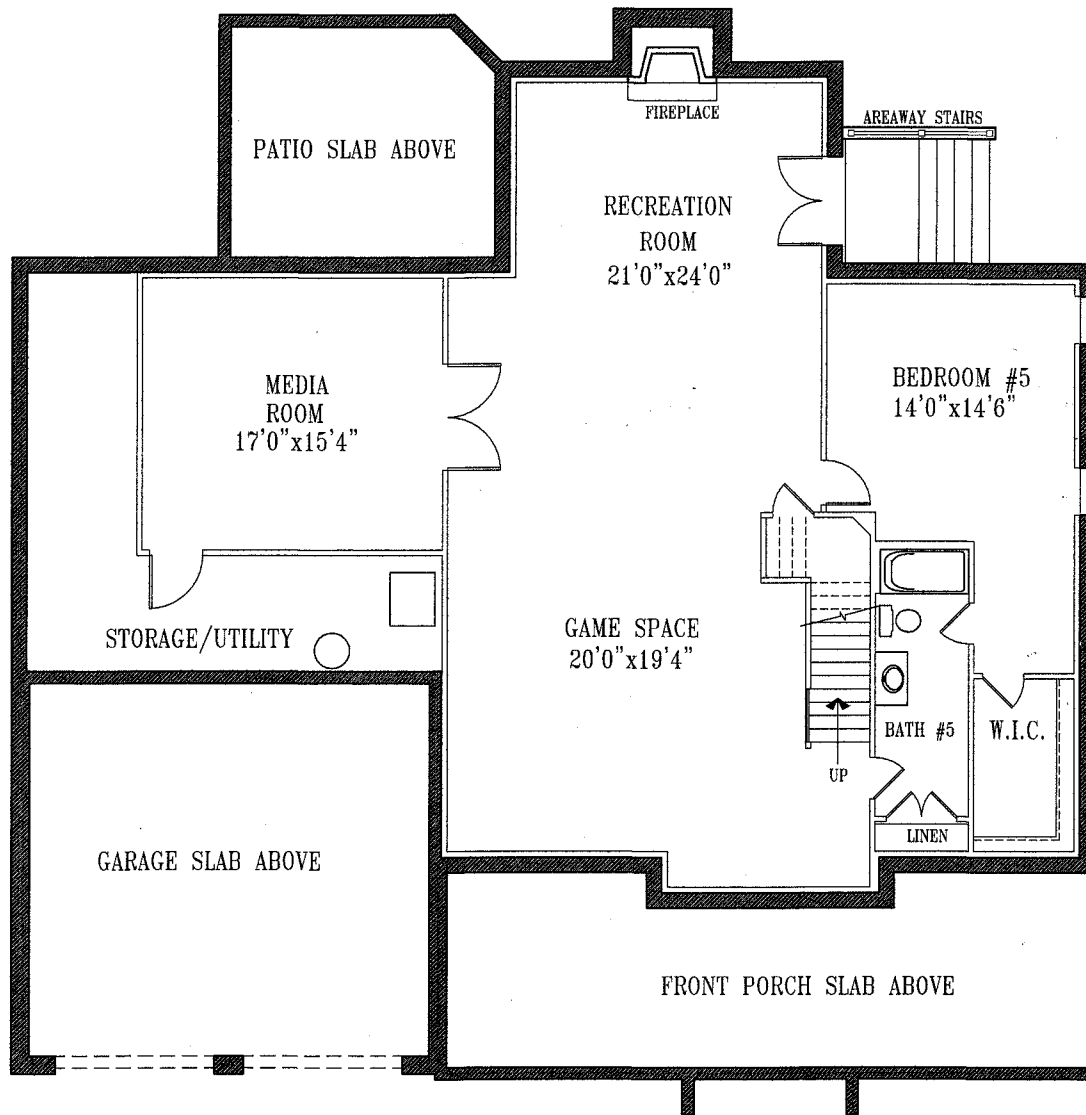 FIREPLACE
AREAWAY STAIRS
PATIO SLAB ABOVE
RECREATION
ROOM
21'0"x24'0"
MEDIA
ROOM
17'0"x15'4"
BEDROOM #5
14'0"x14'6"
STORAGE/UTILITY
GAME SPACE
20'0"x19'4"
UP
BATH #5
W.I.C.
LINEN
GARAGE SLAB ABOVE
FRONT PORCH SLAB ABOVE